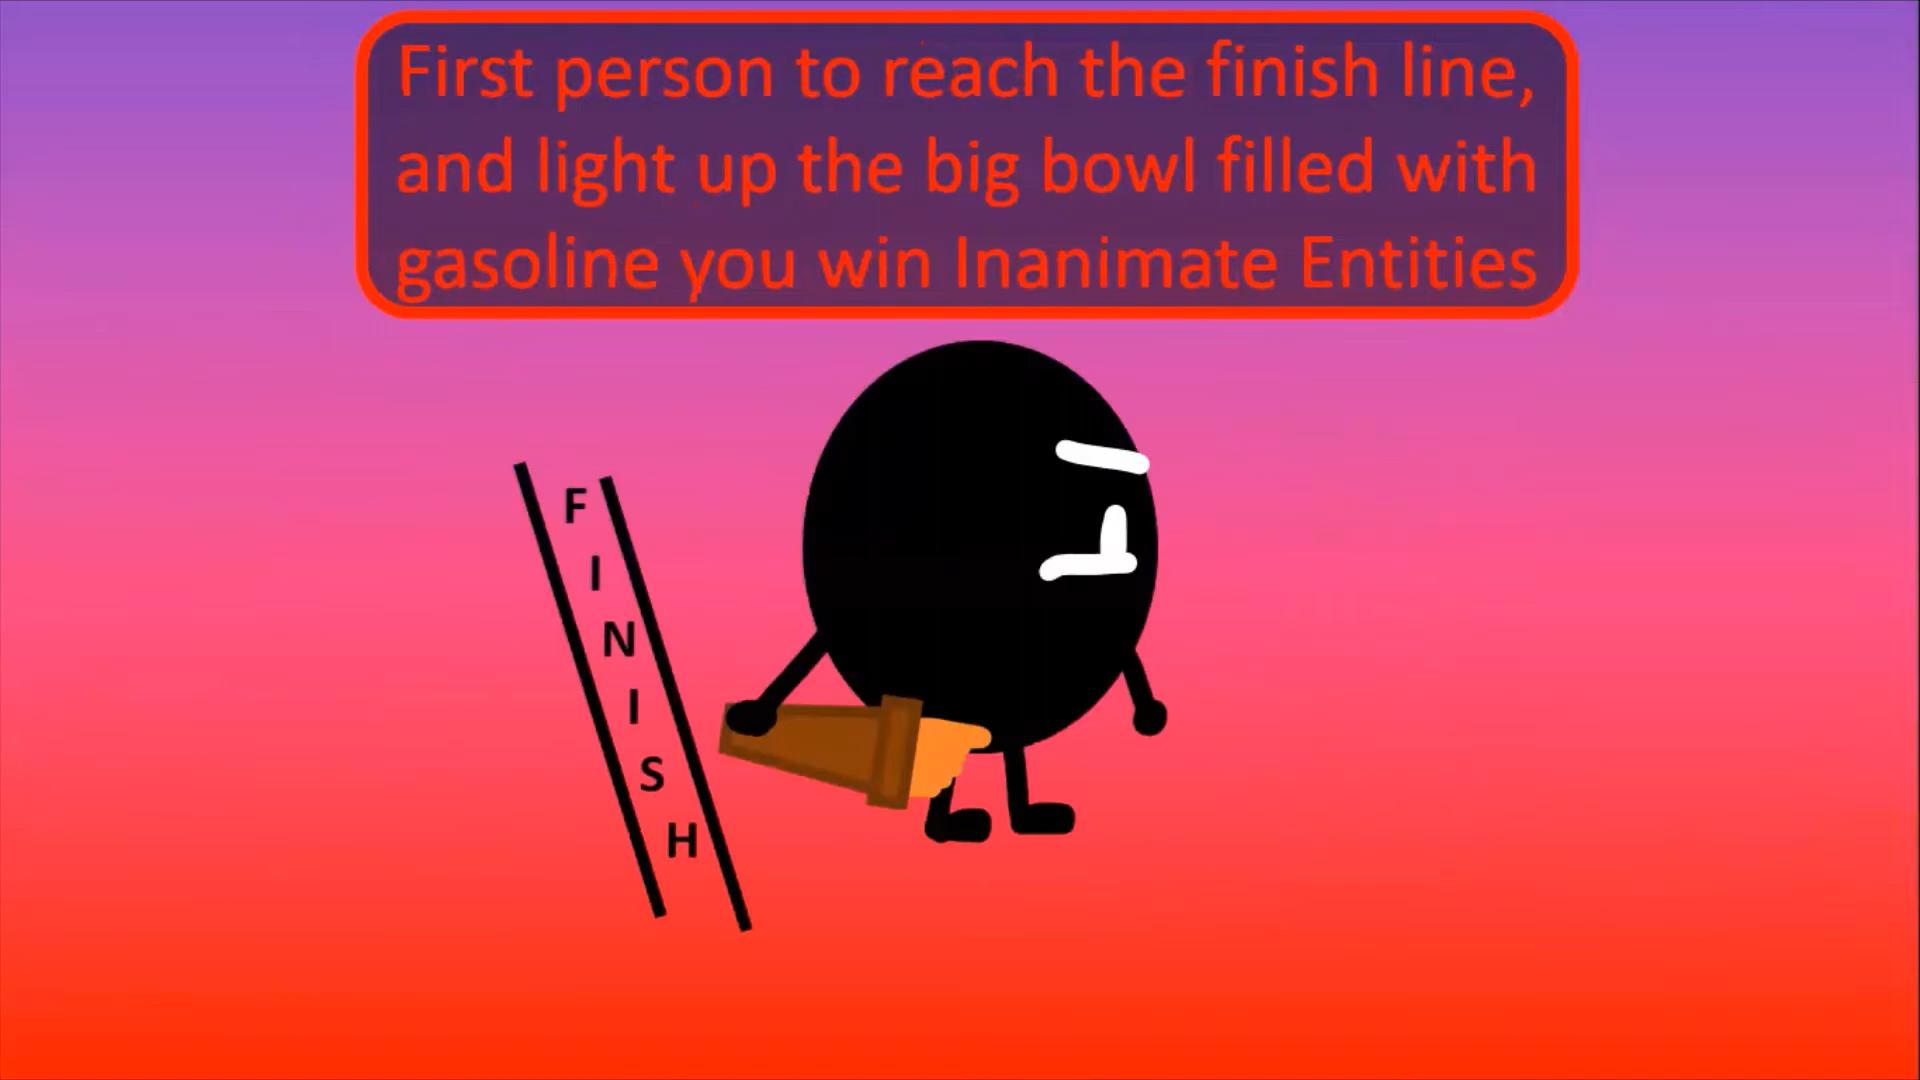 First person to reach the finish line,
and light up the big bowl filled with
gasoline you win Inanimate Entities
FINISH